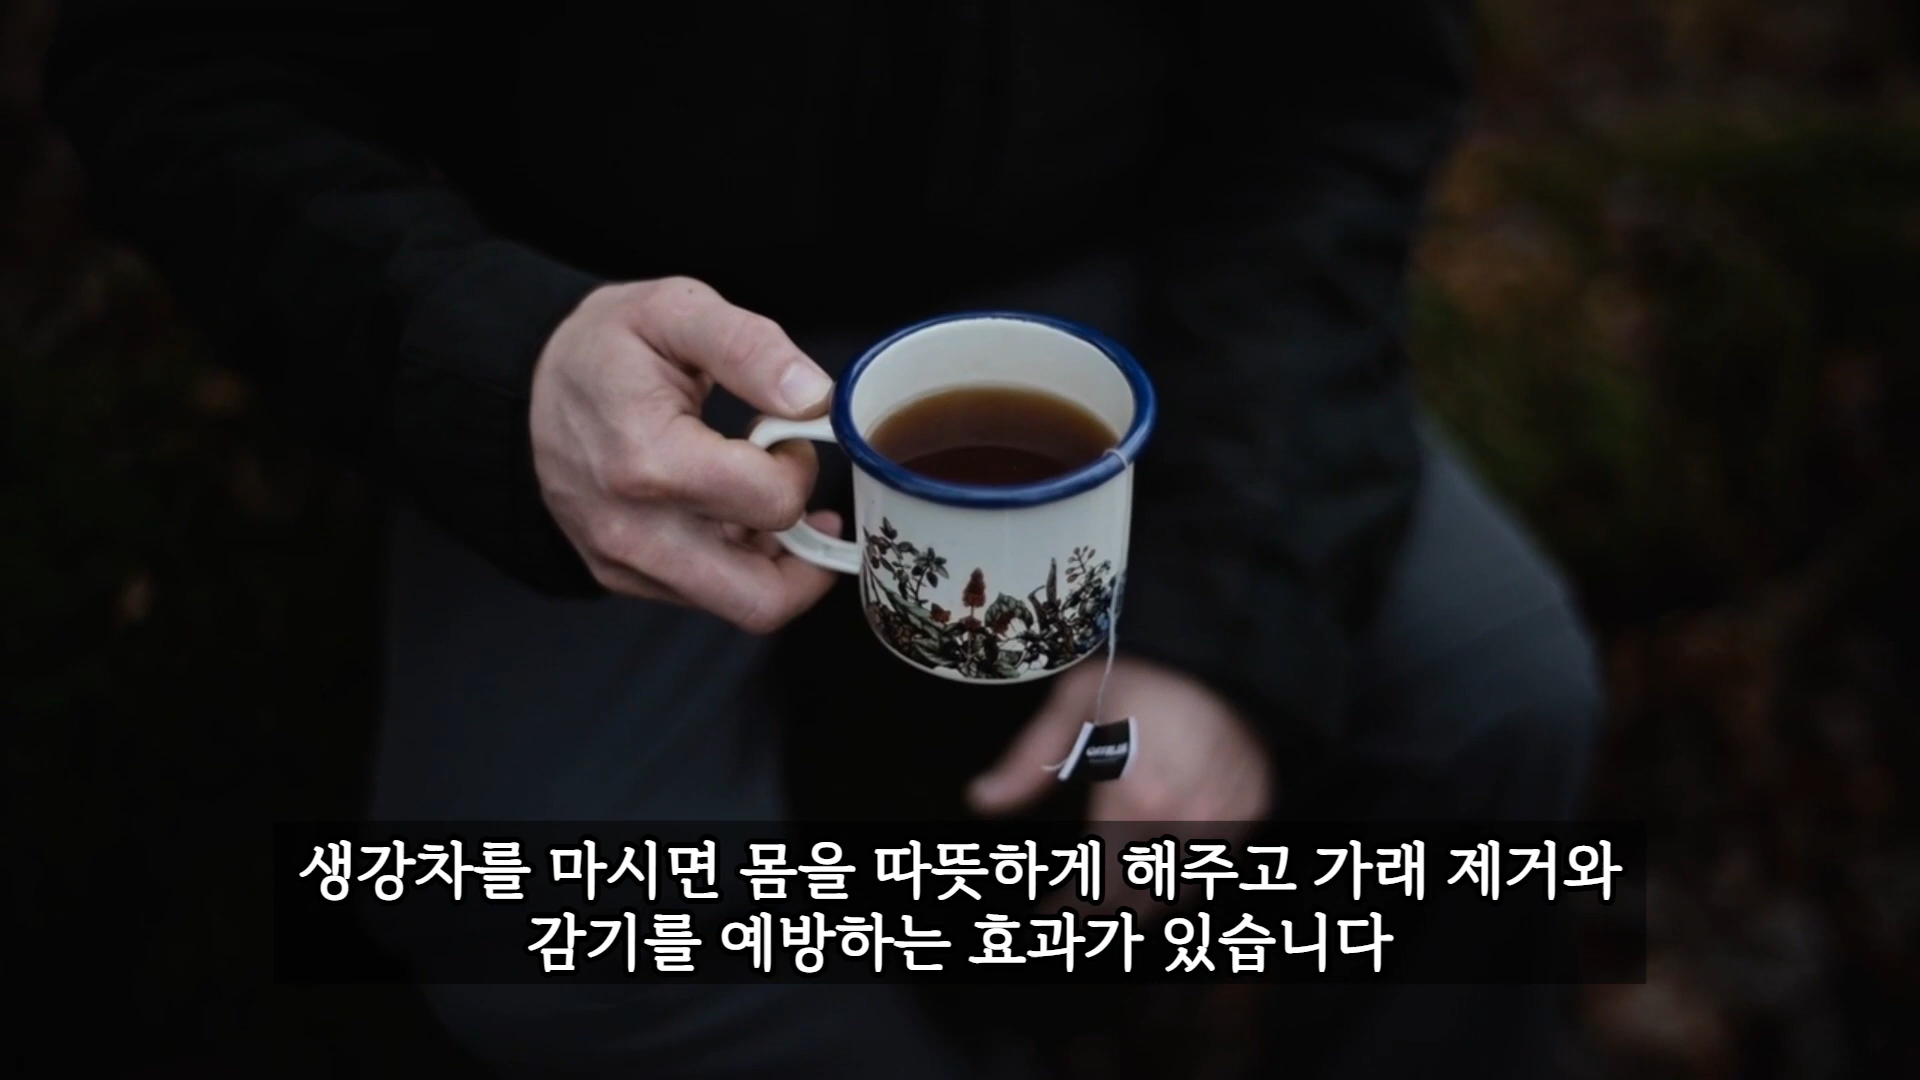 생강차를 마시면 몸을 따뜻하게 해주고 가래 제거와
감기를 예방하는 효과가 있습니다